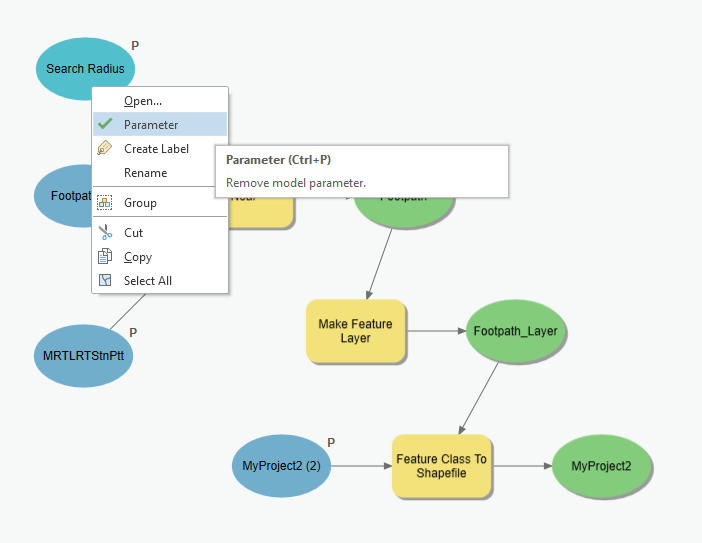 P
Search Radius
Open...
Parameter
Create Label
Rename
Group
Cut
Copy
Select All
Parameter (Ctrl+P)
Remove model parameter.
Footpat
Near
Footpath
P
MRTLRTStnPtt
Make Feature
Layer
Footpath_Layer
P
MyProject2 (2)
Feature Class To
Shapefile
MyProject2